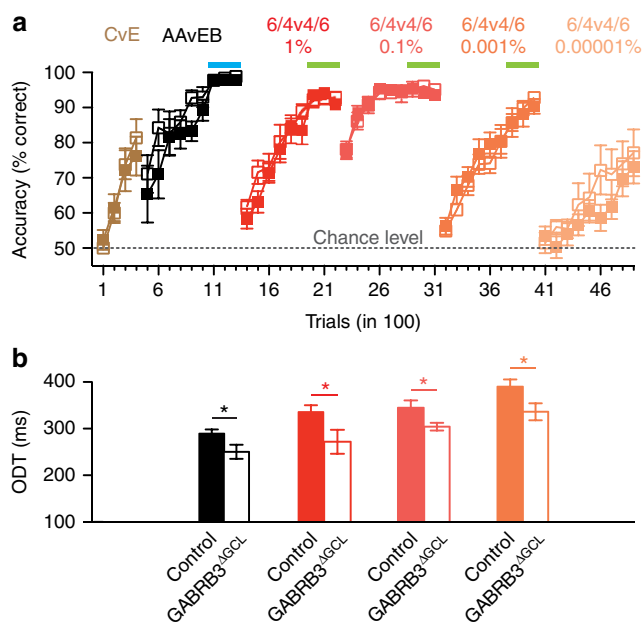 a
CvE AAvEB 6/4v4/6 6/4v4/6 6/4v4/6 6/4v4/6
1% 0.1% 0.001% 0.00001%
100
90
80
70
60
50
Accuracy (% correct)
Chance level
1 6 11 16 21 26 31 36 41 46
Trials (in 100)
b
400
300
200
100
ODT (ms)
* * * *
Control GABRB3ΔGCL Control GABRB3ΔGCL Control GABRB3ΔGCL Control GABRB3ΔGCL